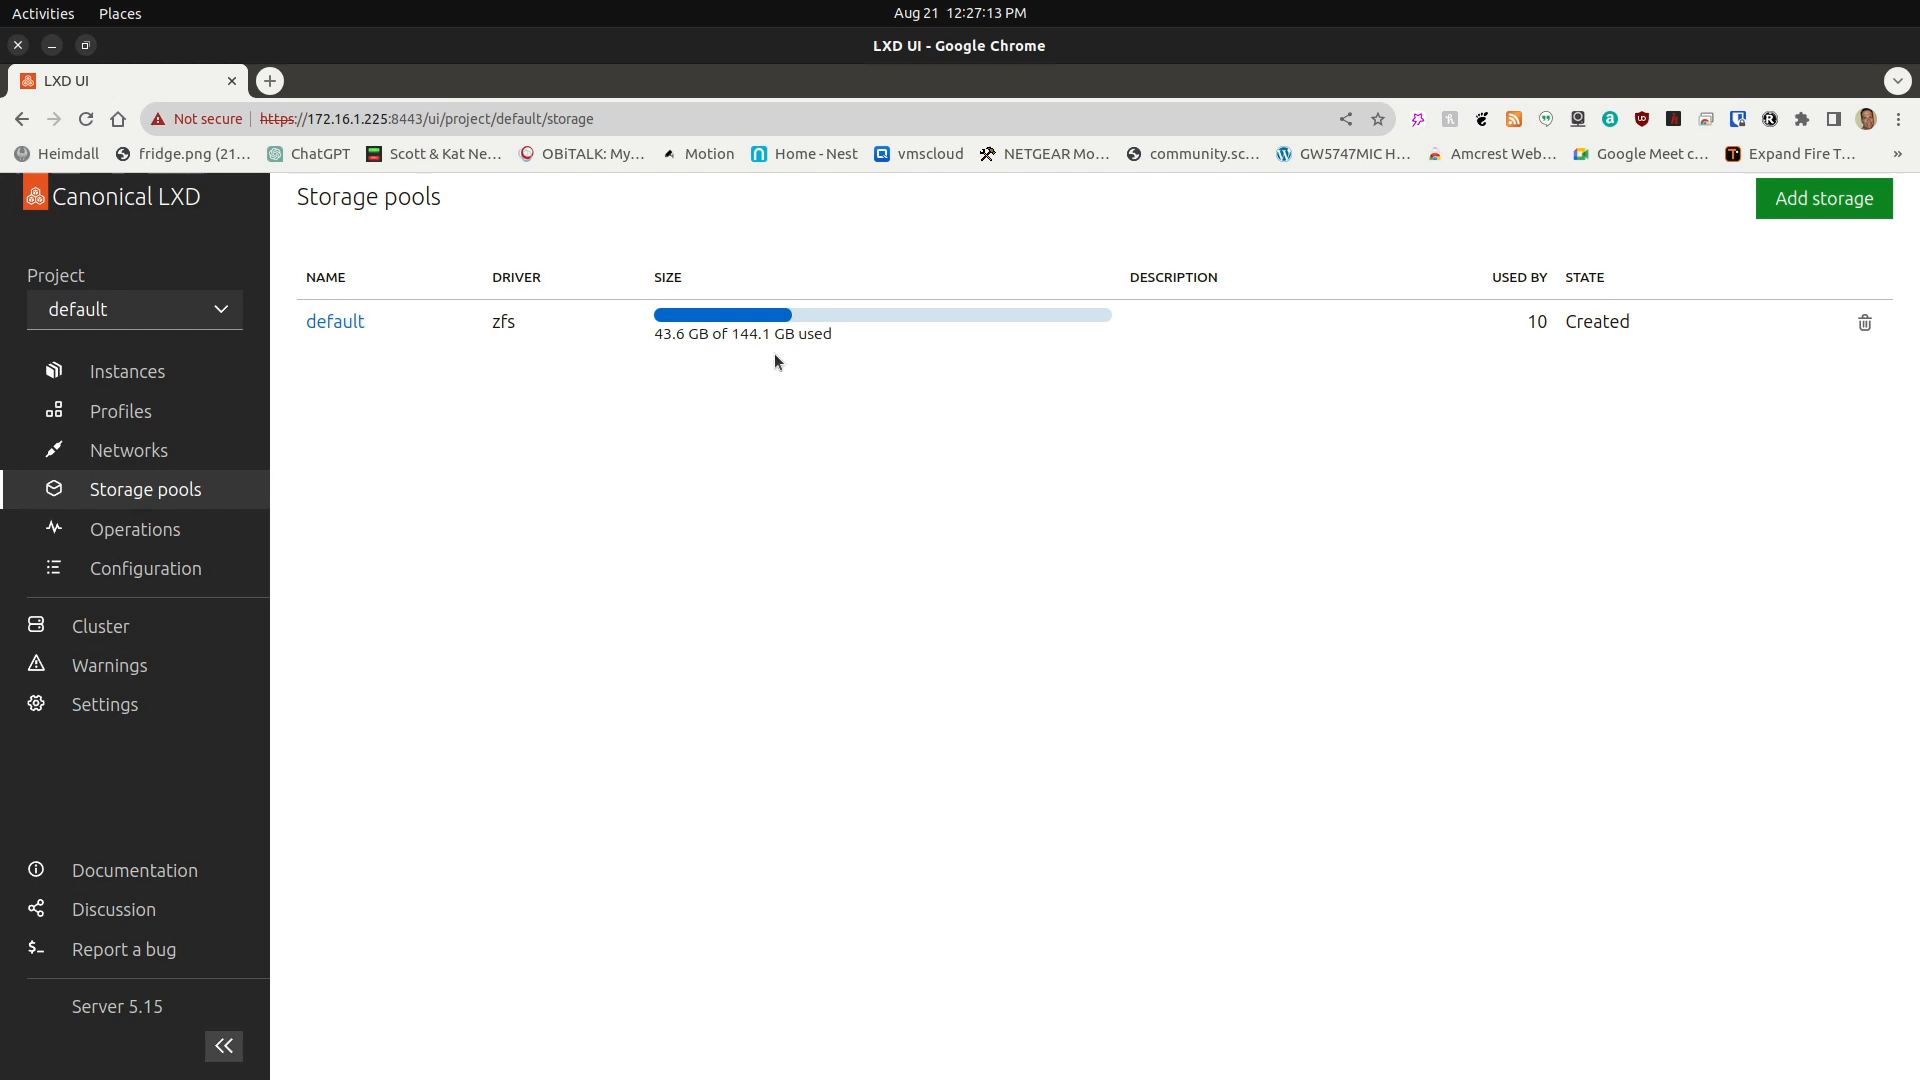 Activities Places Aug 21 12:27:13 PM
LXD UI - Google Chrome
LXD UI
Not secure https://172.16.1.225:8443/ui/project/default/storage
Heimdall fridge.png (21... ChatGPT Scott & Kat Ne... OBiTALK: My... Motion Home - Nest vmscloud NETGEAR Mo... community.sc... GW5747MIC H... Amcrest Web... Google Meet c... Expand Fire T... »
Canonical LXD
Project
default
Instances
Profiles
Networks
Storage pools
Operations
Configuration
Cluster
Warnings
Settings
Documentation
Discussion
Report a bug
Server 5.15
Storage pools
Add storage
NAME DRIVER SIZE DESCRIPTION USED BY STATE
default zfs 10 Created
43.6 GB of 144.1 GB used